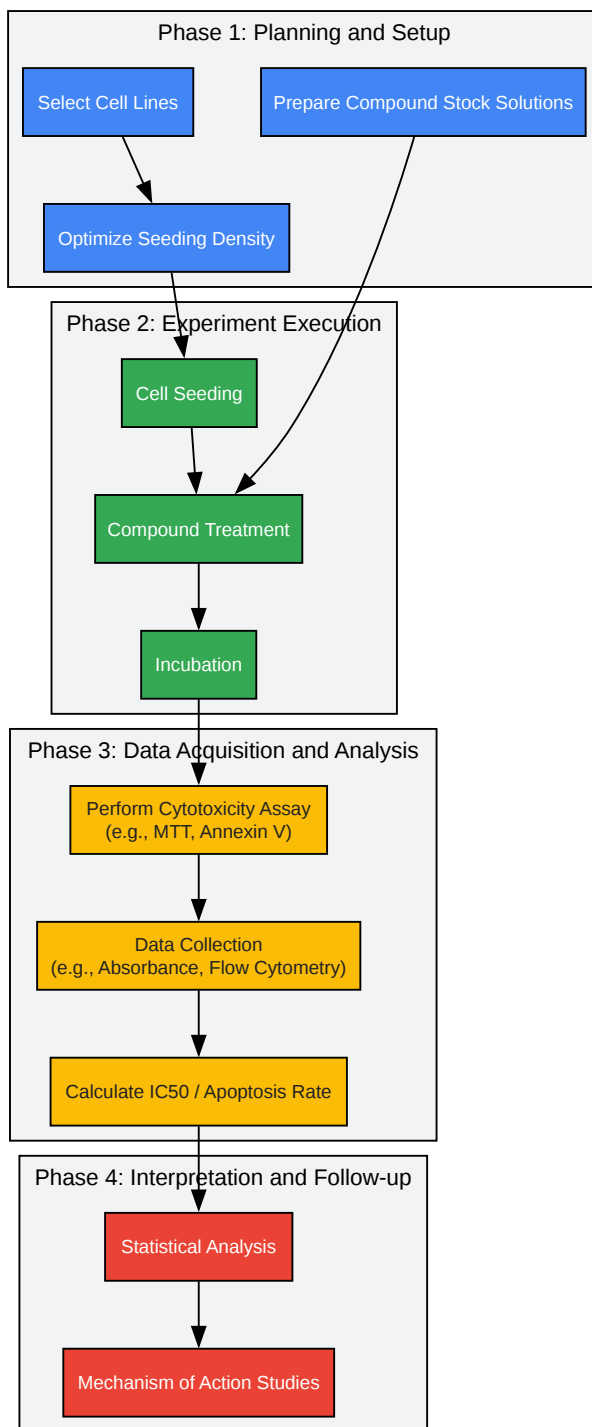 Phase 1: Planning and Setup
Select Cell Lines
Prepare Compound Stock Solutions
Optimize Seeding Density
Phase 2: Experiment Execution
Cell Seeding
Compound Treatment
Incubation
Phase 3: Data Acquisition and Analysis
Perform Cytotoxicity Assay
(e.g., MTT, Annexin V)
Data Collection
(e.g., Absorbance, Flow Cytometry)
Calculate IC50 / Apoptosis Rate
Phase 4: Interpretation and Follow-up
Statistical Analysis
Mechanism of Action Studies